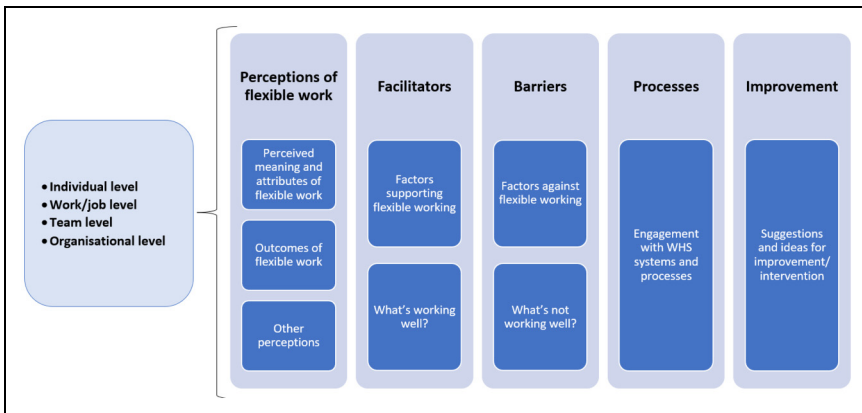 • Individual level
• Work/job level
• Team level
• Organisational level
Perceptions of
flexible work
Perceived
meaning and
attributes of
flexible work
Outcomes of
flexible work
Other
perceptions
Facilitators
Factors
supporting
flexible working
What's working
well?
Barriers
Factors against
flexible working
What's not
working well?
Processes
Engagement
with WHS
systems and
processes
Improvement
Suggestions
and ideas for
improvement/
intervention